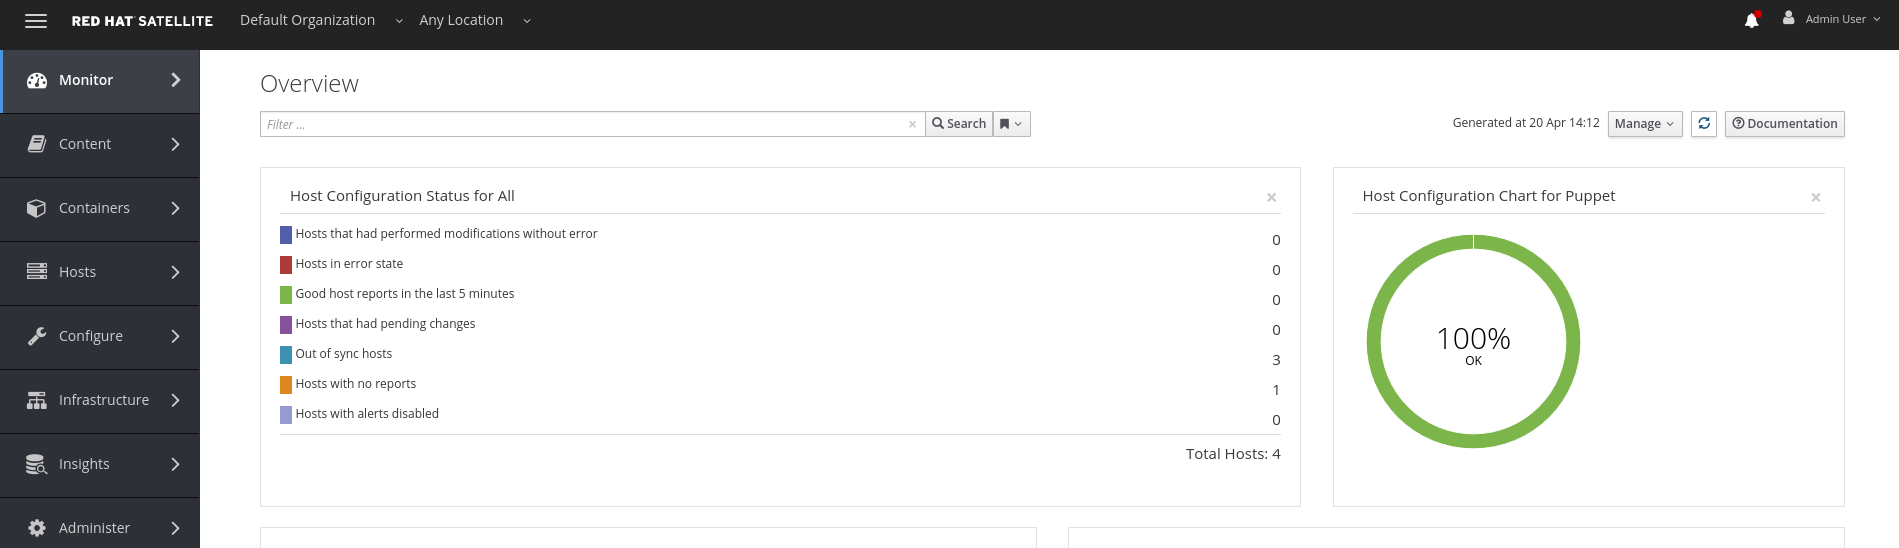 RED HAT SATELLITE Default Organization Any Location Admin User
Monitor
Content
Containers
Hosts
Configure
Infrastructure
Insights
Administer
Overview
Filter ... × Search
Generated at 20 Apr 14:12 Manage Documentation
Host Configuration Status for All ×
Hosts that had performed modifications without error 0
Hosts in error state 0
Good host reports in the last 5 minutes 0
Hosts that had pending changes 0
Out of sync hosts 3
Hosts with no reports 1
Hosts with alerts disabled 0
Total Hosts: 4
Host Configuration Chart for Puppet ×
100%
OK